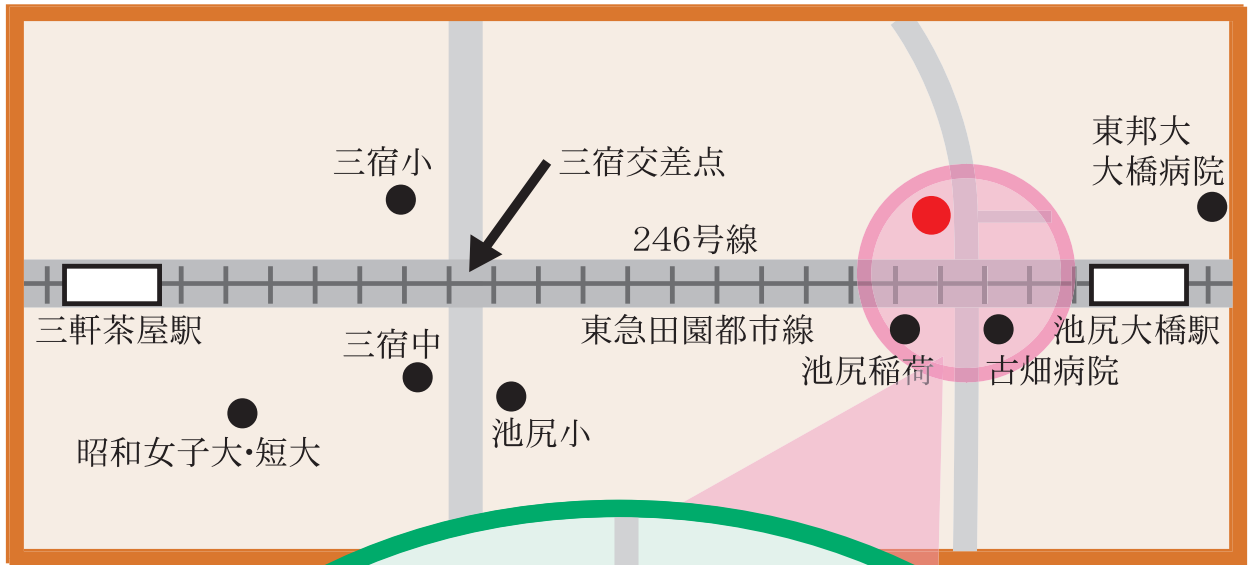 東邦大
大橋病院
三宿小
三宿交差点
246号線
三軒茶屋駅
三宿中
東急田園都市線
池尻大橋駅
池尻稲荷
古畑病院
池尻小
昭和女子大・短大